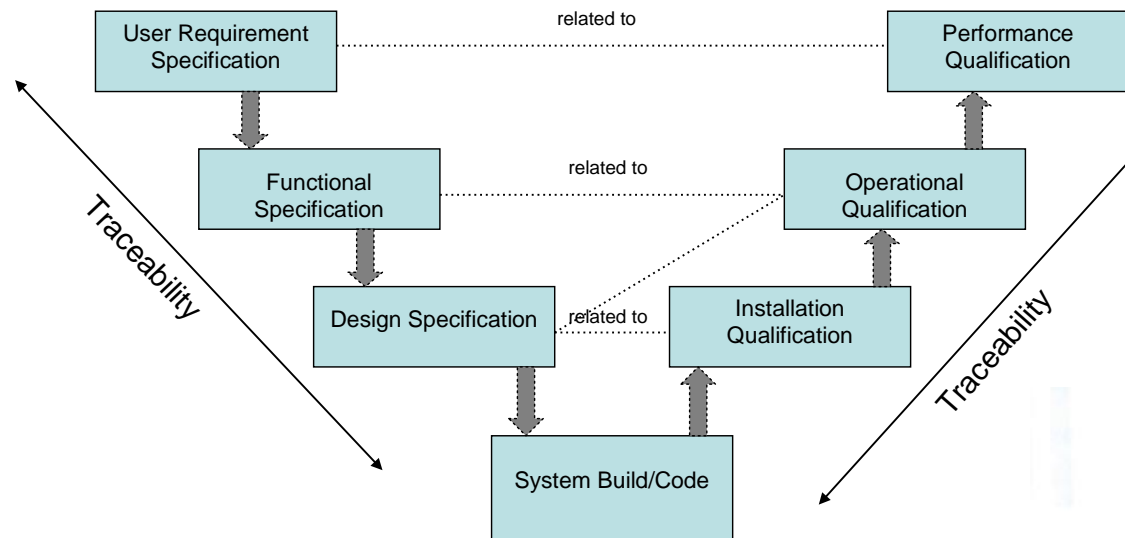 related to
User Requirement
Specification
Performance
Qualification
related to
Functional
Specification
Operational
Qualification
Traceability
Design Specification
related to
Installation
Qualification
Traceability
System Build/Code